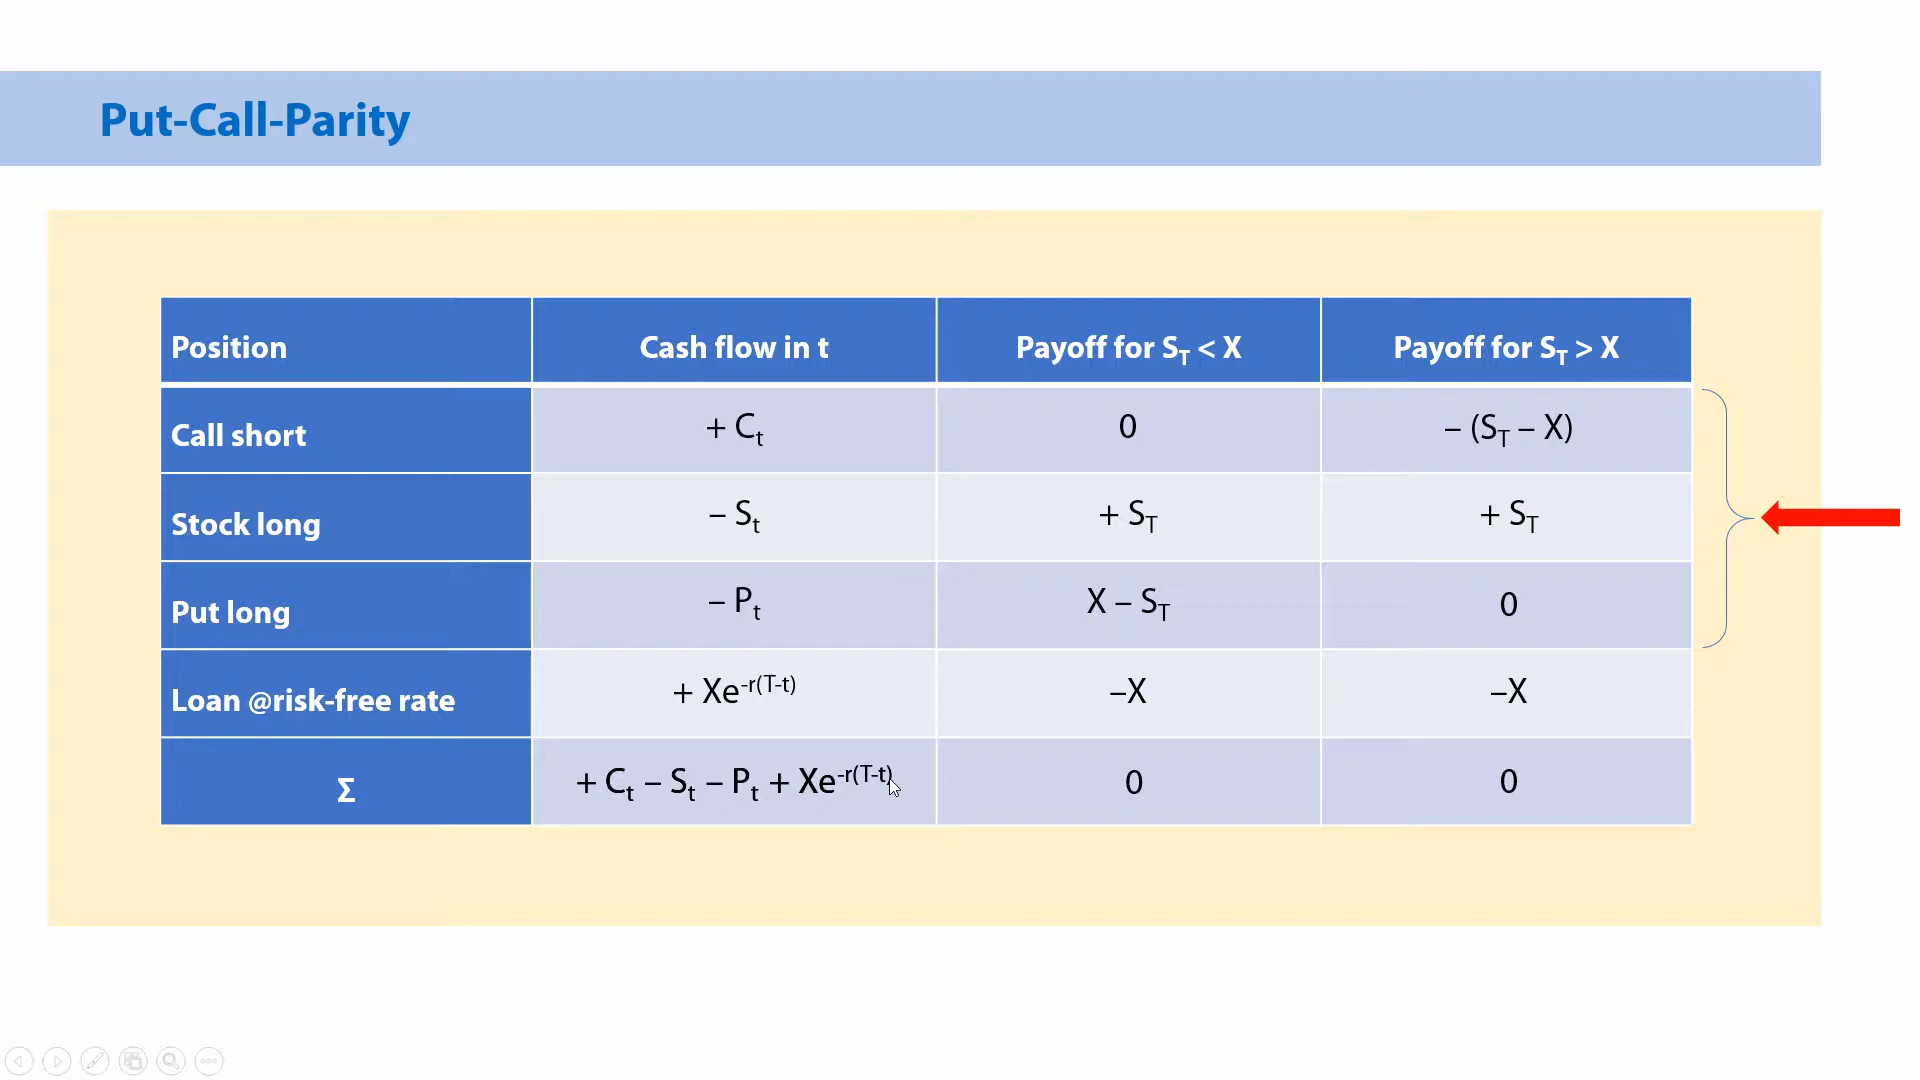 Put-Call-Parity
Position Cash flow in t Payoff for S_T < X Payoff for S_T > X
Call short + C_t 0 – (S_T – X)
Stock long – S_t + S_T + S_T
Put long – P_t X – S_T 0
Loan @risk-free rate + Xe^-r(T-t) –X –X
Σ + C_t – S_t – P_t + Xe^-r(T-t) 0 0